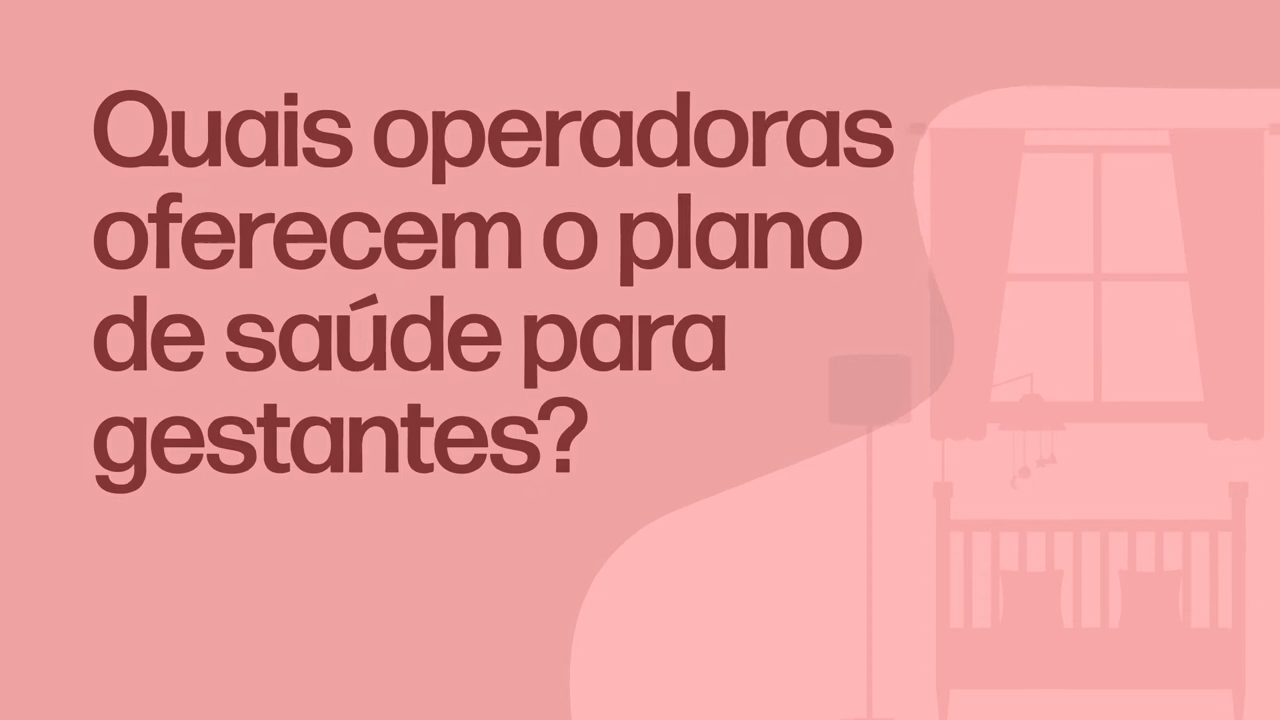 Quais operadoras
oferecem o plano
de saúde para
gestantes?